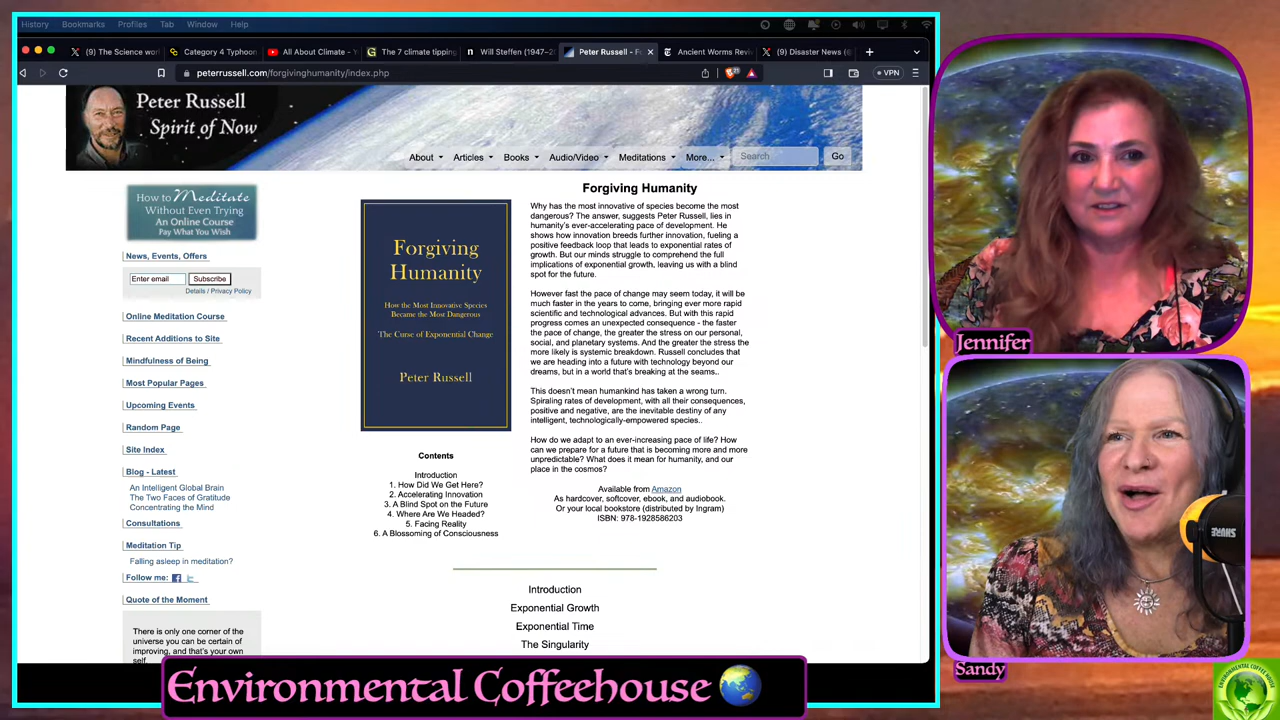 History Bookmarks Profiles Tab Window Help
(9) The Science wor
Category 4 Typhoon
All About Climate - Y
The 7 climate tipping
Will Steffen (1947–2
Peter Russell - Fo
Ancient Worms Revi
(9) Disaster News (@
peterrussell.com/forgivinghumanity/index.php
21
VPN
Peter Russell
Spirit of Now
About Articles Books Audio/Video Meditations More... Search Go
How to Meditate
Without Even Trying
An Online Course
Pay What You Wish
News, Events, Offers
Enter email Subscribe
Details / Privacy Policy
Online Meditation Course
Recent Additions to Site
Mindfulness of Being
Most Popular Pages
Upcoming Events
Random Page
Site Index
Blog - Latest
An Intelligent Global Brain
The Two Faces of Gratitude
Concentrating the Mind
Consultations
Meditation Tip
Falling asleep in meditation?
Follow me:
Quote of the Moment
There is only one corner of the
universe you can be certain of
improving, and that's your own
self.
Forgiving
Humanity
How the Most Innovative Species
Became the Most Dangerous
The Curse of Exponential Change
Peter Russell
Contents
Introduction
1. How Did We Get Here?
2. Accelerating Innovation
3. A Blind Spot on the Future
4. Where Are We Headed?
5. Facing Reality
6. A Blossoming of Consciousness
Forgiving Humanity
Why has the most innovative of species become the most
dangerous? The answer, suggests Peter Russell, lies in
humanity's ever-accelerating pace of development. He
shows how innovation breeds further innovation, fueling a
positive feedback loop that leads to exponential rates of
growth. But our minds struggle to comprehend the full
implications of exponential growth, leaving us with a blind
spot for the future.
However fast the pace of change may seem today, it will be
much faster in the years to come, bringing ever more rapid
scientific and technological advances. But with this rapid
progress comes an unexpected consequence - the faster
the pace of change, the greater the stress on our personal,
social, and planetary systems. And the greater the stress the
more likely is systemic breakdown. Russell concludes that
we are heading into a future with technology beyond our
dreams, but in a world that's breaking at the seams..
This doesn't mean humankind has taken a wrong turn.
Spiraling rates of development, with all their consequences,
positive and negative, are the inevitable destiny of any
intelligent, technologically-empowered species..
How do we adapt to an ever-increasing pace of life? How
can we prepare for a future that is becoming more and more
unpredictable? What does it mean for humanity, and our
place in the cosmos?
Available from Amazon
As hardcover, softcover, ebook, and audiobook.
Or your local bookstore (distributed by Ingram)
ISBN: 978-1928586203
Introduction
Exponential Growth
Exponential Time
The Singularity
Jennifer
SHURE
Sandy
Environmental Coffeehouse
ENVIRONMENTAL COFFEEHOUSE